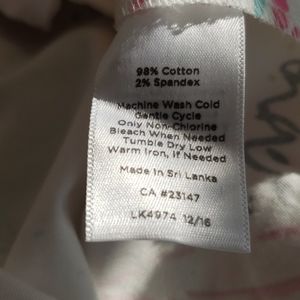 98% Cotton
2% Spandex
Machine Wash Cold
Gentle Cycle
Only Non-Chlorine
Bleach When Needed
Tumble Dry Low
Warm Iron, If Needed
Made In Sri Lanka
CA #23147
LK4974 12/16